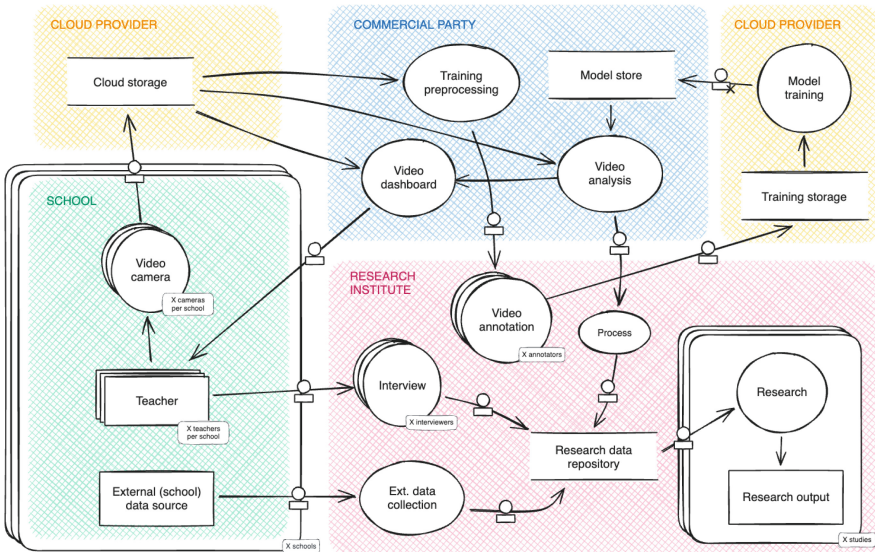 CLOUD PROVIDER
COMMERCIAL PARTY
CLOUD PROVIDER
Cloud storage
Training
preprocessing
Model store
Model
training
Video
dashboard
Video
analysis
Training storage
SCHOOL
Video
camera
X cameras
per school
RESEARCH
INSTITUTE
Video
annotation
X annotators
Process
Teacher
X teachers
per school
Interview
X interviewers
Research
Research data
repository
External (school)
data source
Ext. data
collection
Research output
X schools
X studies